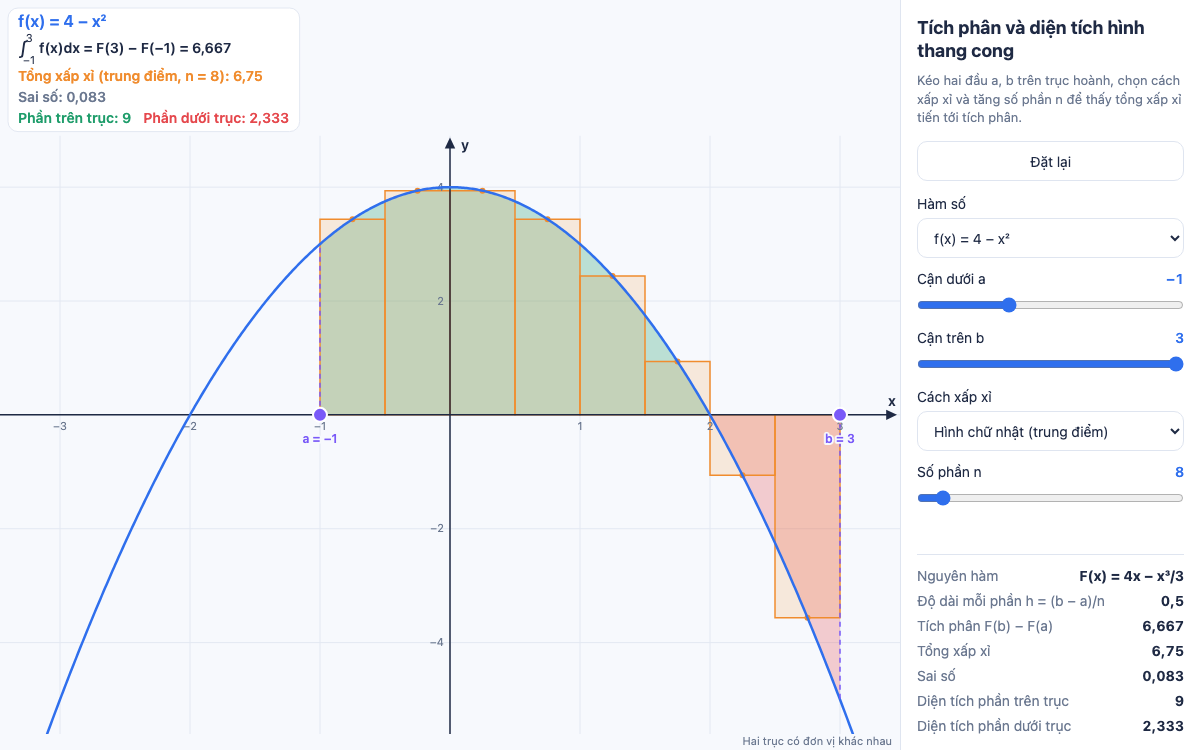 f(x) = 4 − x²
∫₋₁³ f(x)dx = F(3) − F(−1) = 6,667
Tổng xấp xỉ (trung điểm, n = 8): 6,75
Sai số: 0,083
Phần trên trục: 9 Phần dưới trục: 2,333
y
4
2
x
−3 −2 −1 1 2 3
a = −1 b = 3
−2
−4
Hai trục có đơn vị khác nhau
Tích phân và diện tích hình
thang cong
Kéo hai đầu a, b trên trục hoành, chọn cách
xấp xỉ và tăng số phần n để thấy tổng xấp xỉ
tiến tới tích phân.
Đặt lại
Hàm số
f(x) = 4 − x²
Cận dưới a −1
Cận trên b 3
Cách xấp xỉ
Hình chữ nhật (trung điểm)
Số phần n 8
Nguyên hàm F(x) = 4x − x³/3
Độ dài mỗi phần h = (b − a)/n 0,5
Tích phân F(b) − F(a) 6,667
Tổng xấp xỉ 6,75
Sai số 0,083
Diện tích phần trên trục 9
Diện tích phần dưới trục 2,333